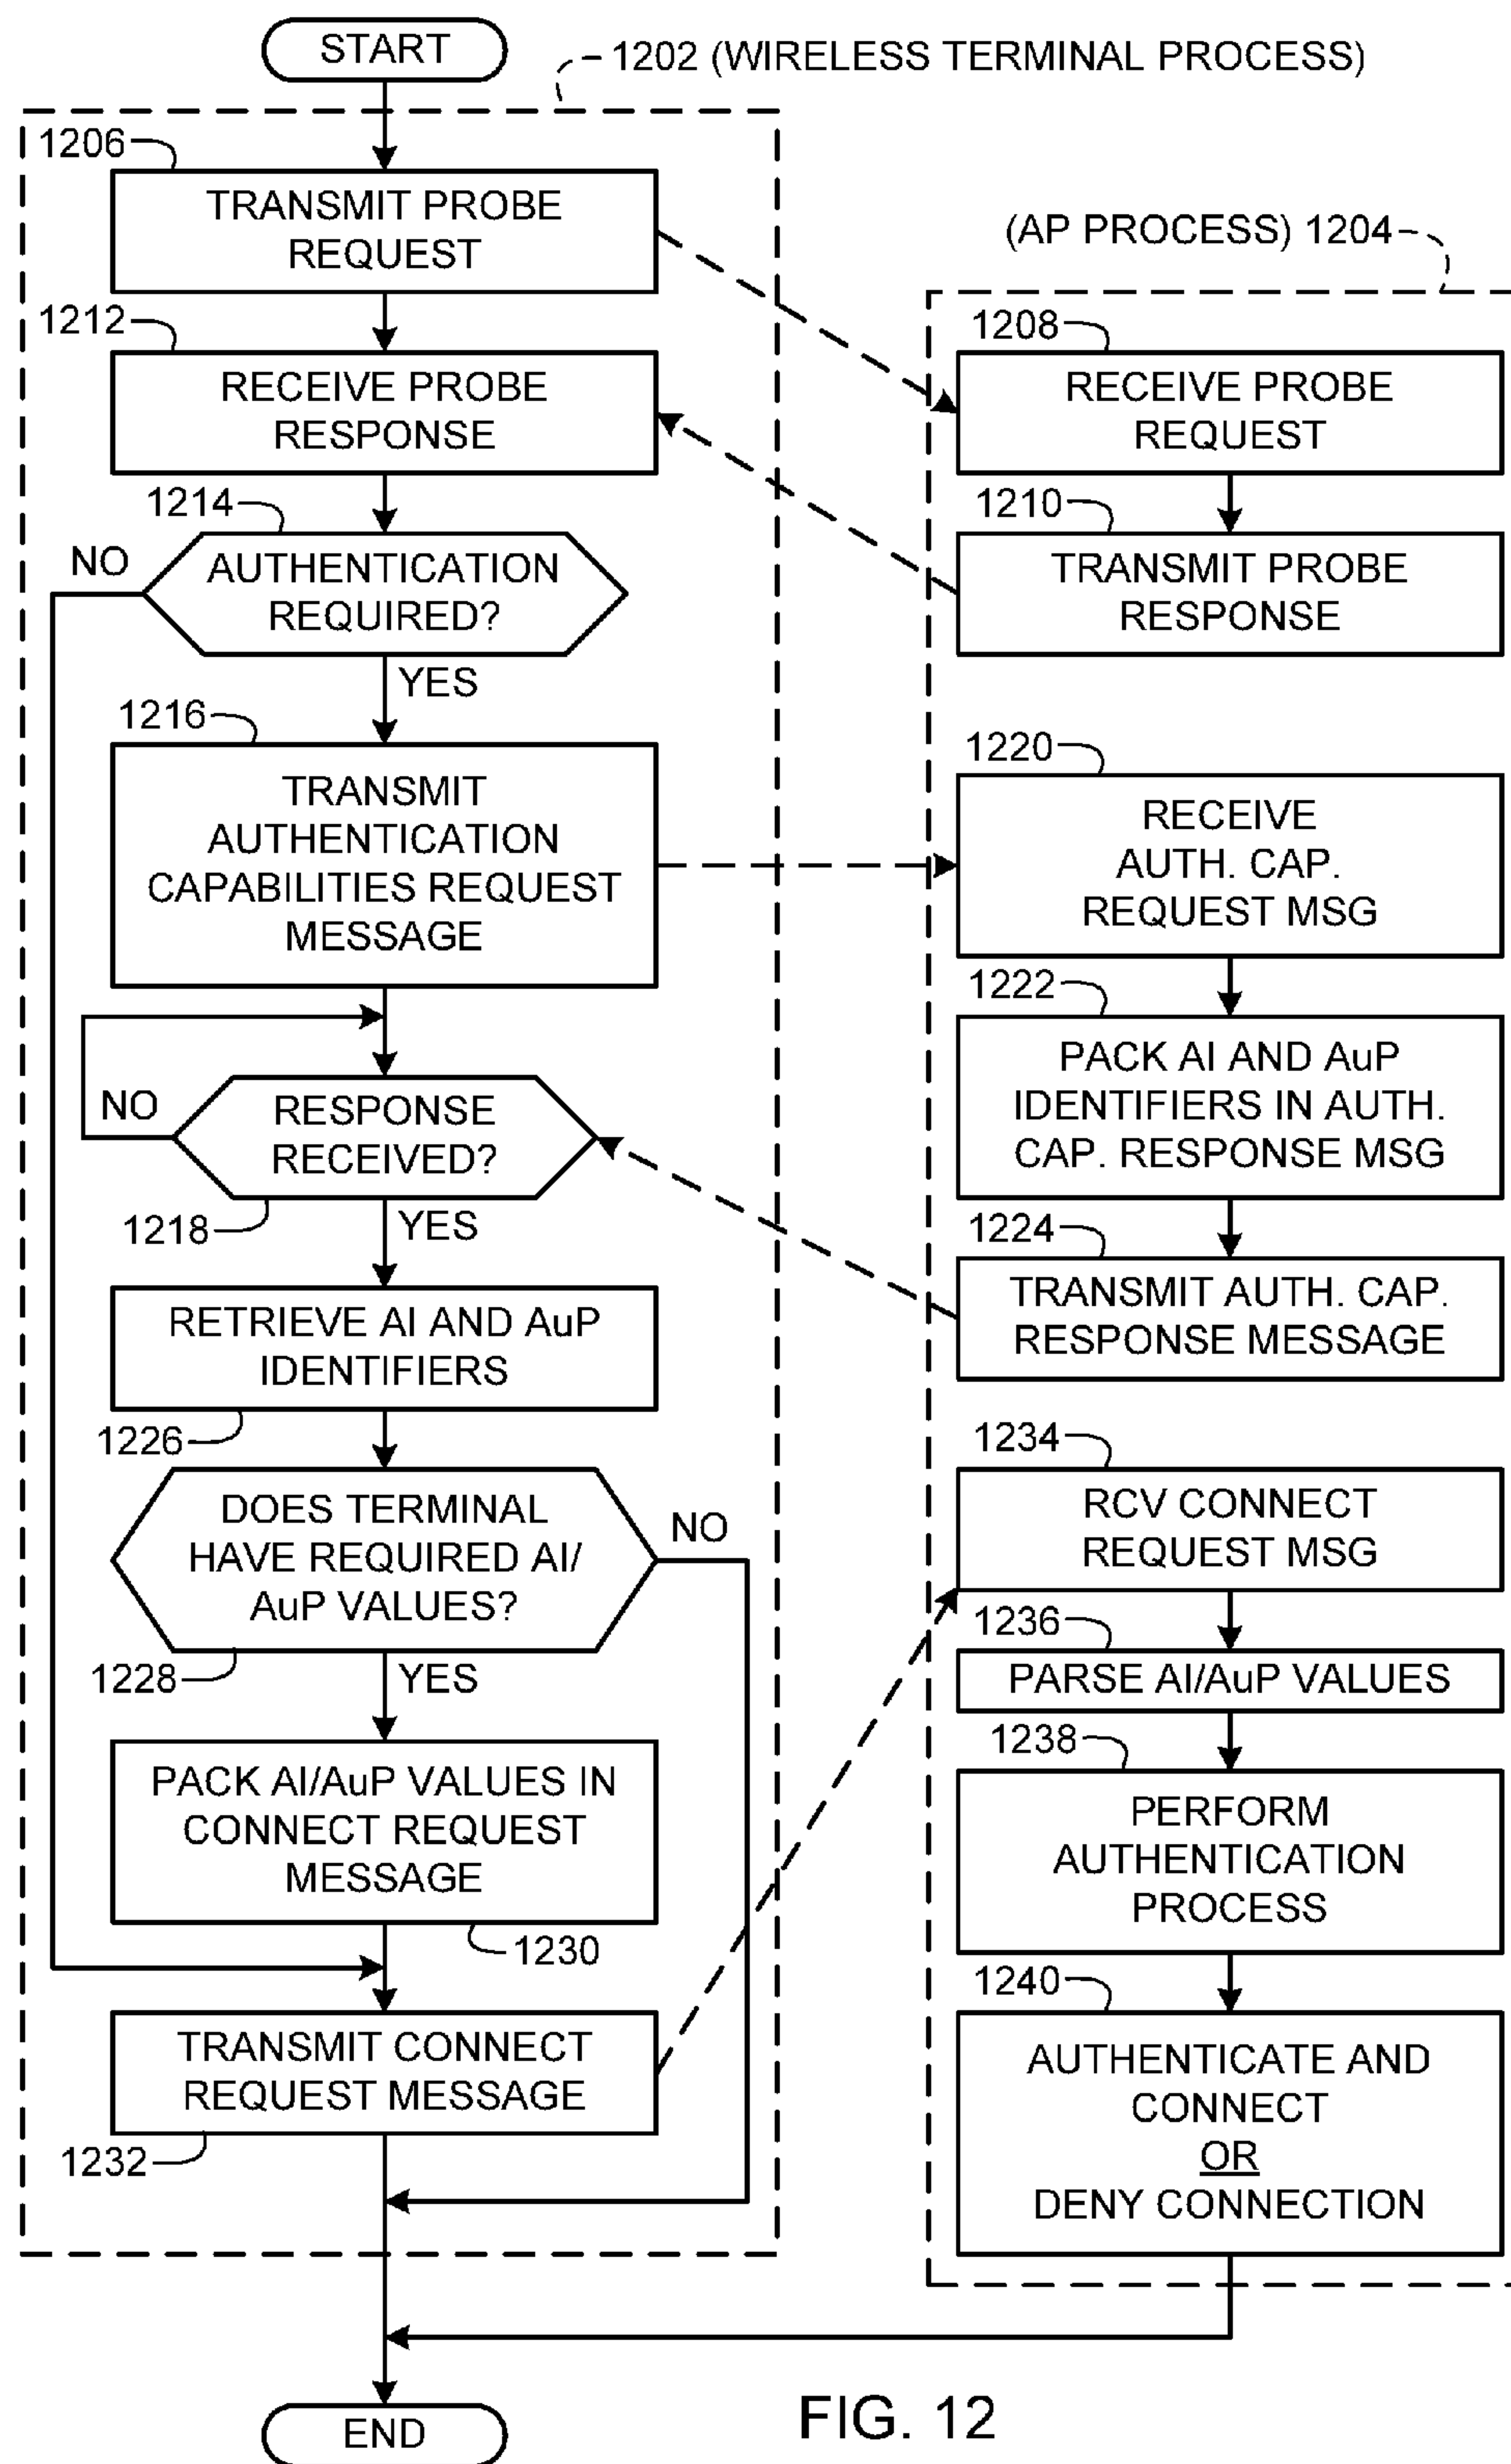 START
1202 (WIRELESS TERMINAL PROCESS)
1206
TRANSMIT PROBE
REQUEST
(AP PROCESS) 1204
1212
RECEIVE PROBE
RESPONSE
1208
RECEIVE PROBE
REQUEST
1214
NO
AUTHENTICATION
REQUIRED?
YES
1210
TRANSMIT PROBE
RESPONSE
1216
TRANSMIT
AUTHENTICATION
CAPABILITIES REQUEST
MESSAGE
1220
RECEIVE
AUTH. CAP.
REQUEST MSG
1222
PACK AI AND AuP
IDENTIFIERS IN AUTH.
CAP. RESPONSE MSG
NO
RESPONSE
RECEIVED?
1218
YES
1224
TRANSMIT AUTH. CAP.
RESPONSE MESSAGE
RETRIEVE AI AND AuP
IDENTIFIERS
1226
DOES TERMINAL
HAVE REQUIRED AI/
AuP VALUES?
NO
1228
YES
1234
RCV CONNECT
REQUEST MSG
1236
PARSE AI/AuP VALUES
1238
PERFORM
AUTHENTICATION
PROCESS
PACK AI/AuP VALUES IN
CONNECT REQUEST
MESSAGE
1230
1240
AUTHENTICATE AND
CONNECT
OR
DENY CONNECTION
TRANSMIT CONNECT
REQUEST MESSAGE
1232
END
FIG. 12